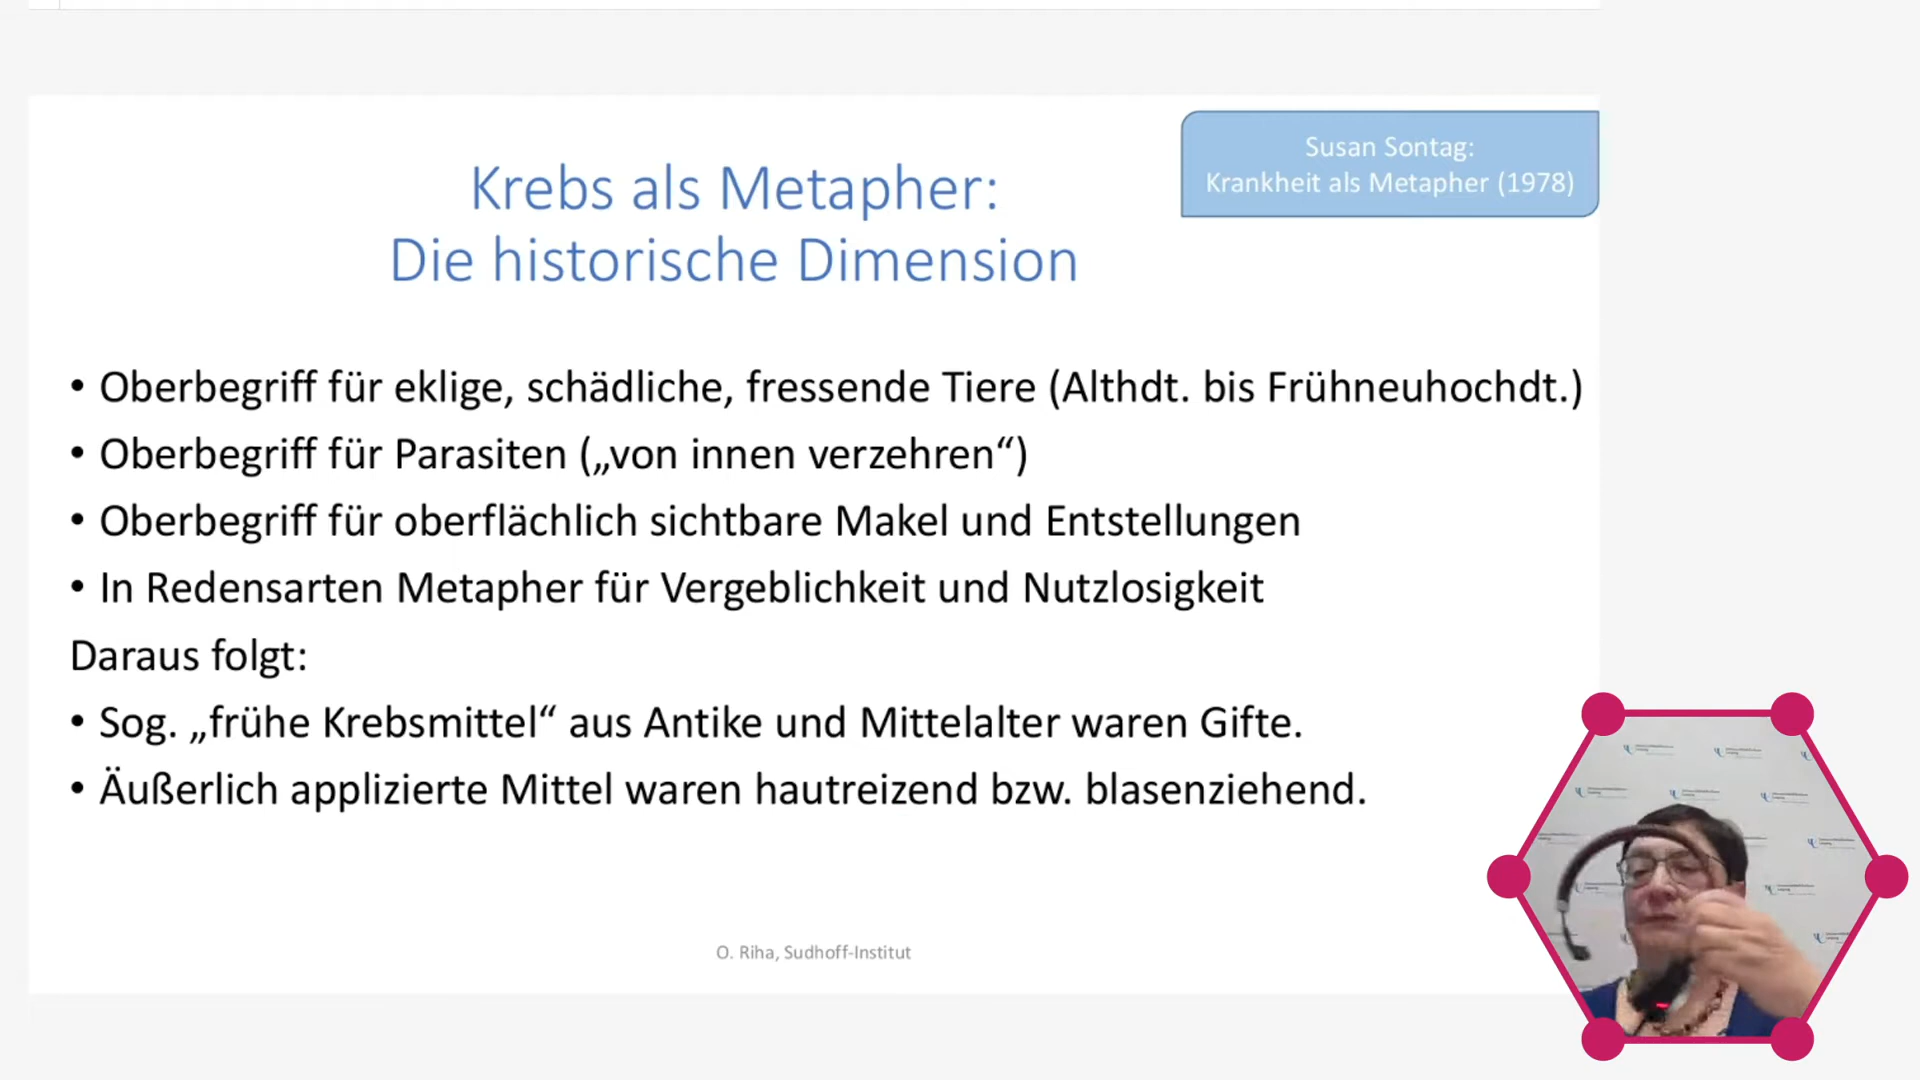 Susan Sontag:
Krankheit als Metapher (1978)
Krebs als Metapher:
Die historische Dimension
• Oberbegriff für eklige, schädliche, fressende Tiere (Althdt. bis Frühneuhochdt.)
• Oberbegriff für Parasiten („von innen verzehren“)
• Oberbegriff für oberflächlich sichtbare Makel und Entstellungen
• In Redensarten Metapher für Vergeblichkeit und Nutzlosigkeit
Daraus folgt:
• Sog. „frühe Krebsmittel“ aus Antike und Mittelalter waren Gifte.
• Äußerlich applizierte Mittel waren hautreizend bzw. blasenziehend.
O. Riha, Sudhoff-Institut